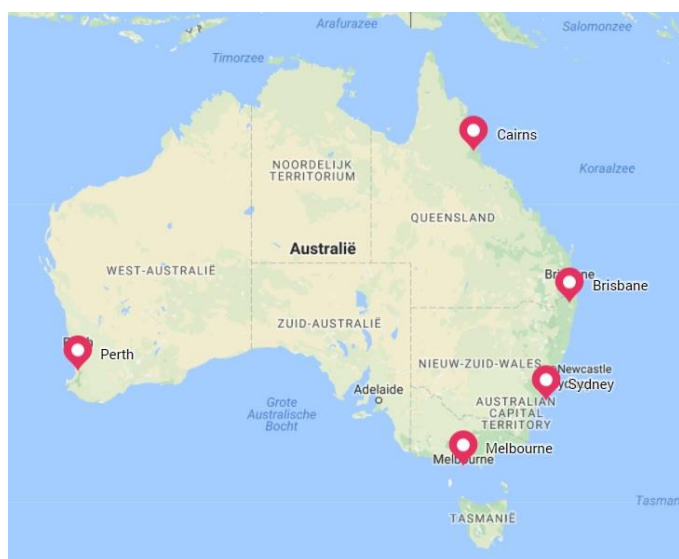 Arafurazee
Salomonzee
Timorzee
Cairns
NOORDELIJK
TERRITORIUM
Koraalzee
QUEENSLAND
Australië
WEST-AUSTRALIË
Brisbane
ZUID-AUSTRALIË
Perth
NIEUW-ZUID-WALES
Newcastle
Sydney
Adelaide
Grote
Australische
Bocht
AUSTRALIAN
CAPITAL
TERRITORY
Melbourne
Melbourne
TASMANIË
Tasman